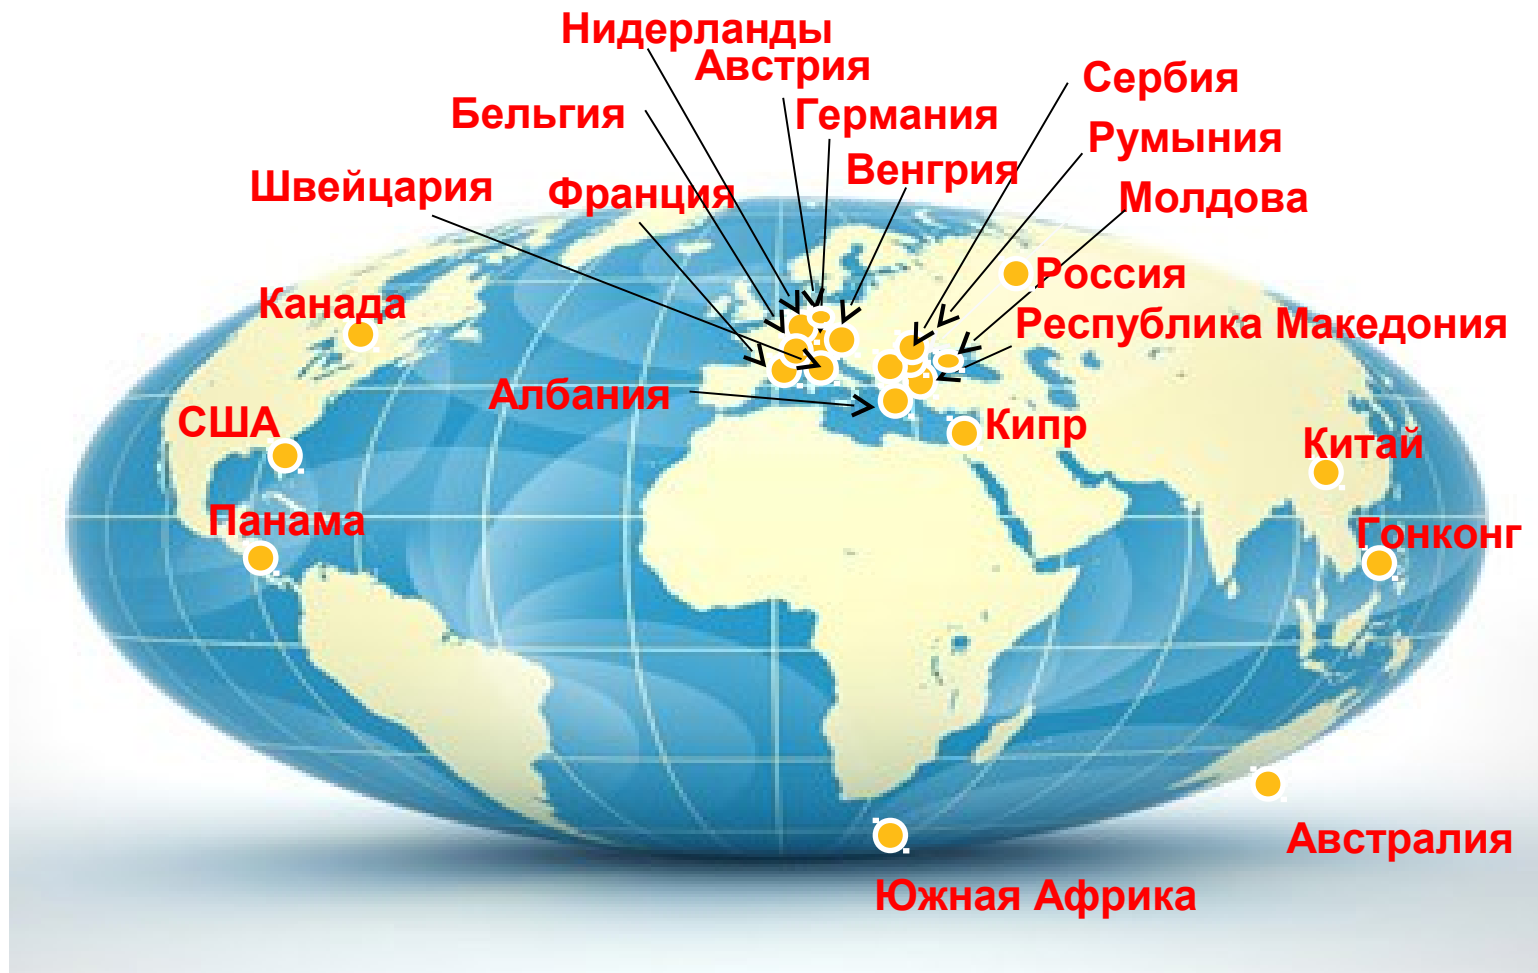 Нидерланды
Австрия
Сербия
Бельгия
Германия
Румыния
Венгрия
Швейцария
Франция
Молдова
Россия
Канада
Республика Македония
Албания
США
Кипр
Китай
Панама
Гонконг
Австралия
Южная Африка